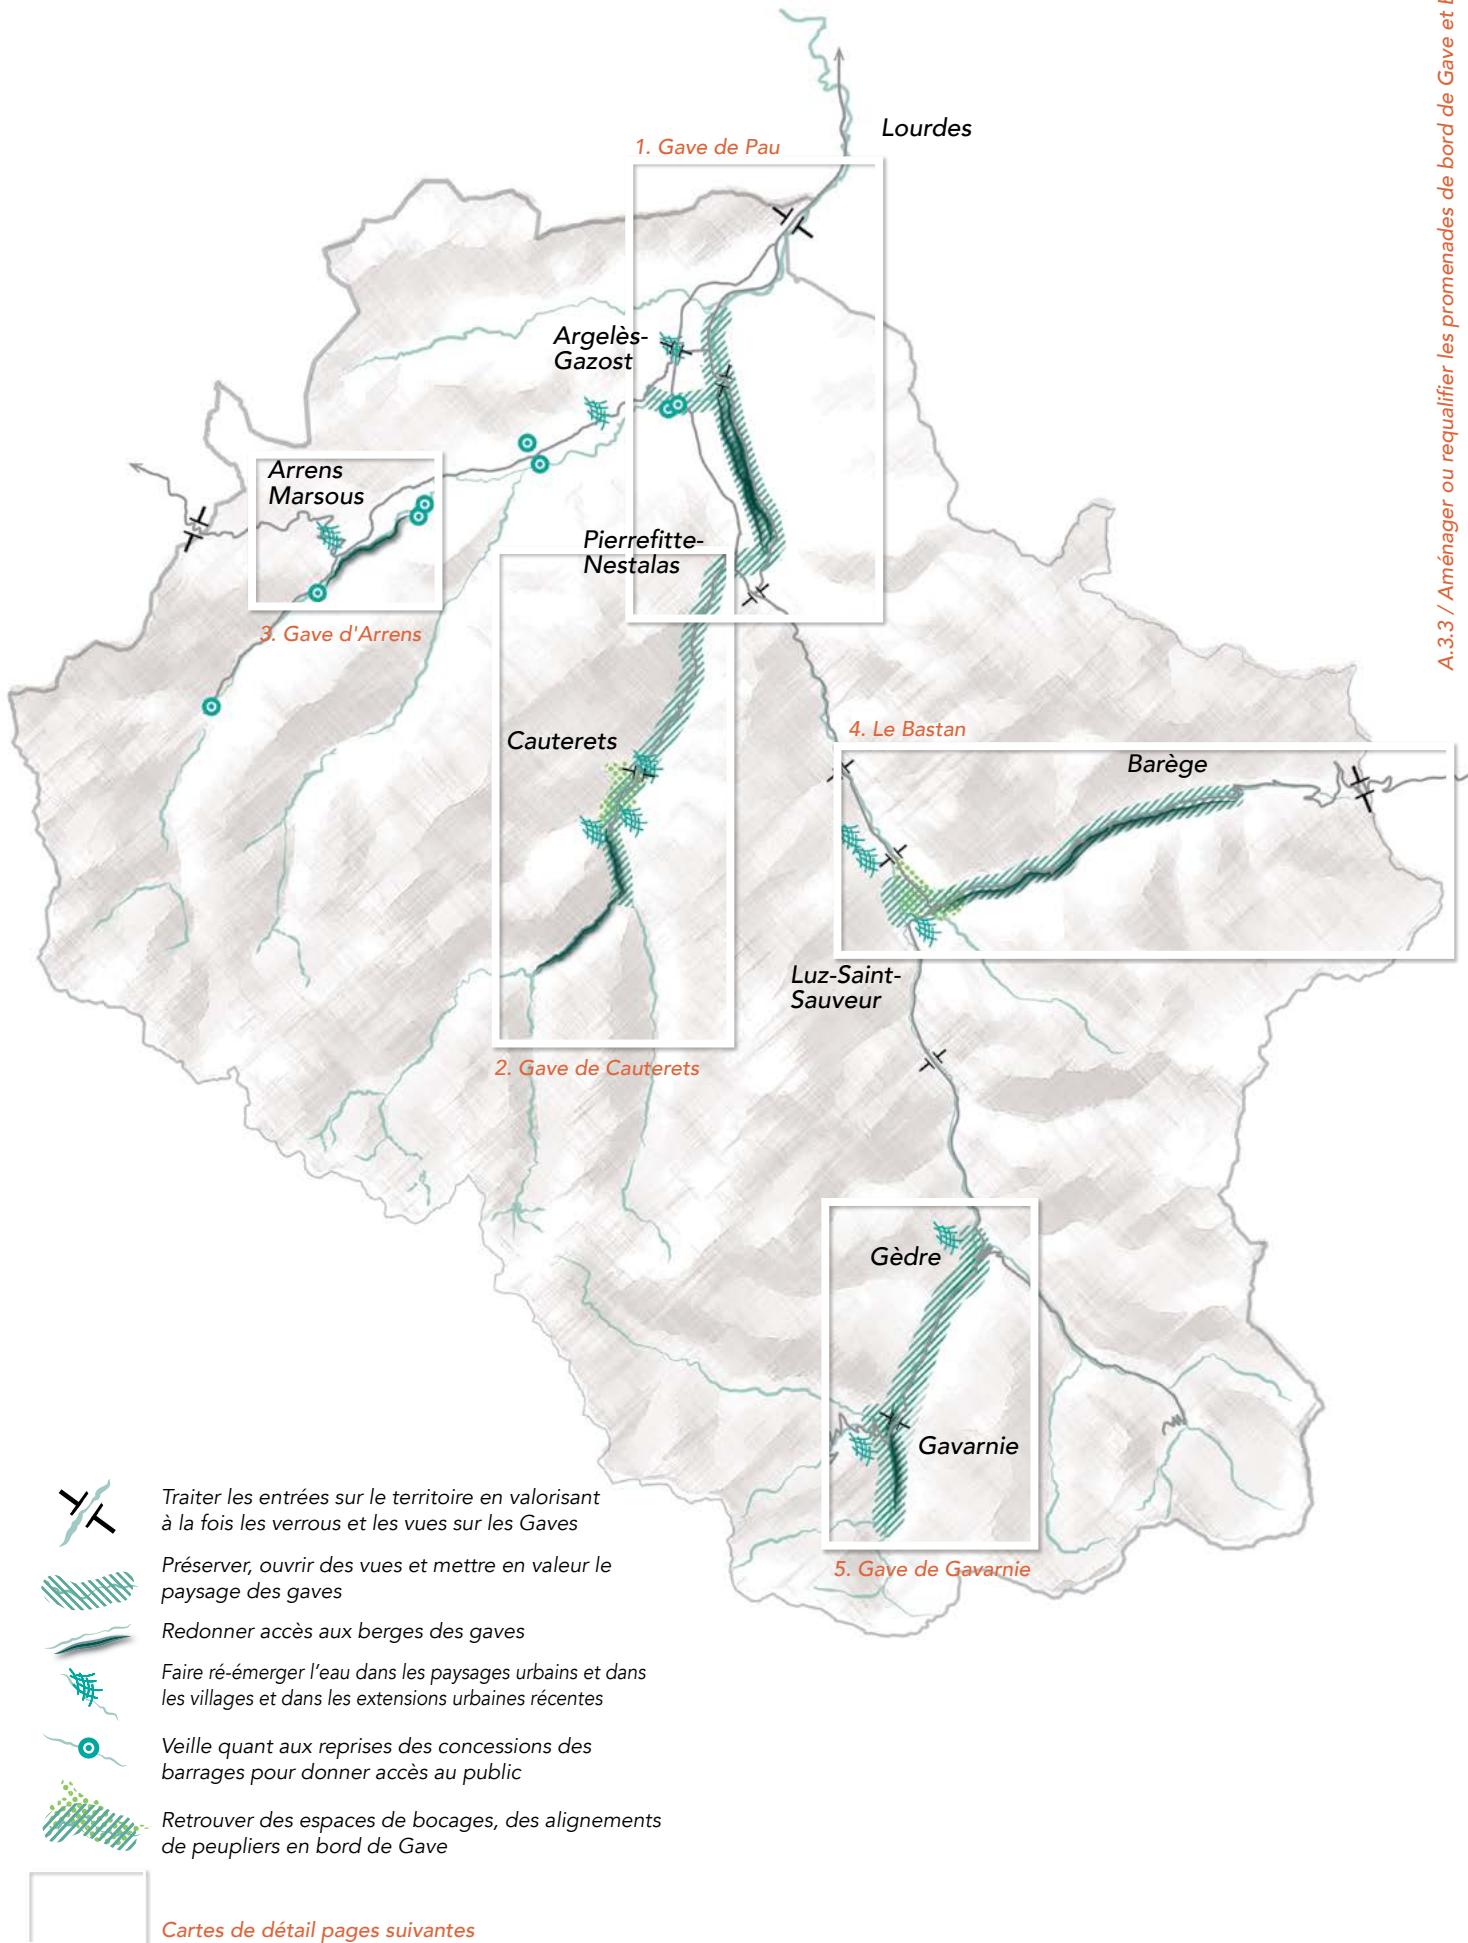 A.3.3 / Aménager ou requalifier les promenades de bord de Gave et
Lourdes
1. Gave de Pau
Argelès-
Gazost
Arrens
Marsous
Pierrefitte-
Nestalas
3. Gave d'Arrens
4. Le Bastan
Cauterets
Barège
Luz-Saint-
Sauveur
2. Gave de Cauterets
Gèdre
Gavarnie
5. Gave de Gavarnie
Traiter les entrées sur le territoire en valorisant
à la fois les verrous et les vues sur les Gaves
Préserver, ouvrir des vues et mettre en valeur le
paysage des gaves
Redonner accès aux berges des gaves
Faire ré-émerger l’eau dans les paysages urbains et dans
les villages et dans les extensions urbaines récentes
Veille quant aux reprises des concessions des
barrages pour donner accès au public
Retrouver des espaces de bocages, des alignements
de peupliers en bord de Gave
Cartes de détail pages suivantes